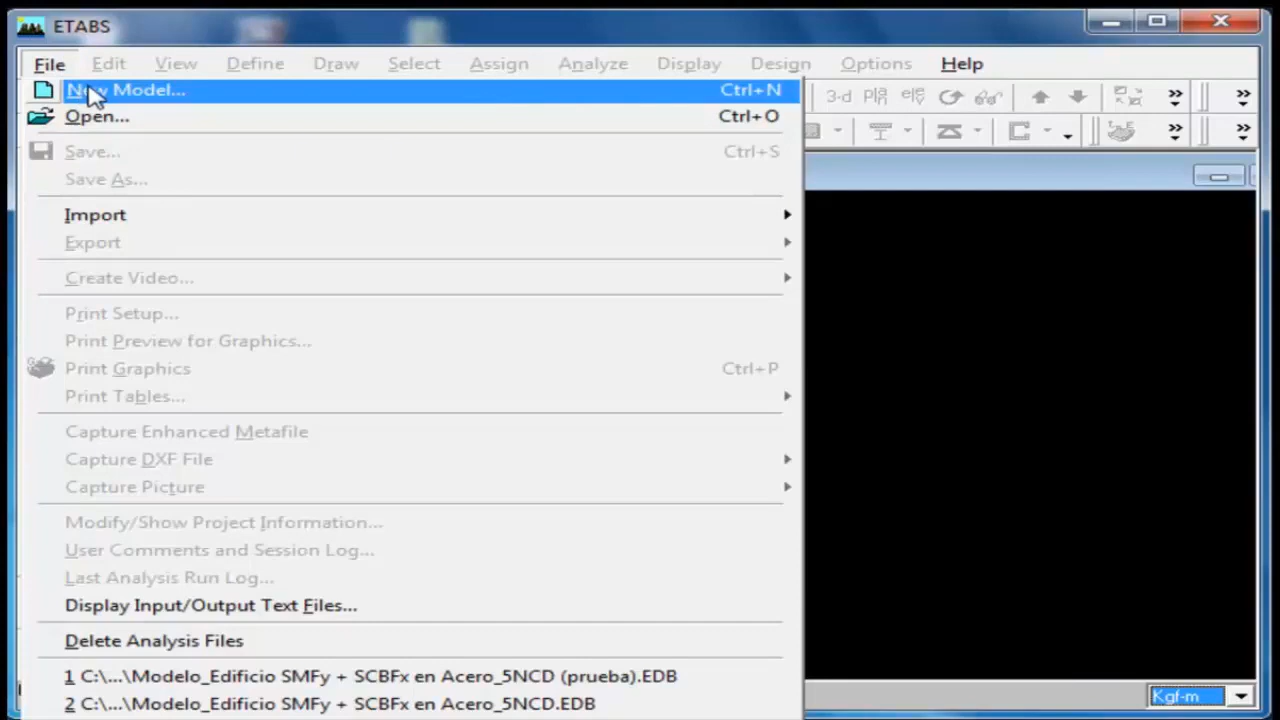 ETABS
File Edit View Define Draw Select Assign Analyze Display Design Options Help
New Model... Ctrl+N
Open... Ctrl+O
Save... Ctrl+S
Save As...
Import
Export
Create Video...
Print Setup...
Print Preview for Graphics...
Print Graphics Ctrl+P
Print Tables...
Capture Enhanced Metafile
Capture DXF File
Capture Picture
Modify/Show Project Information...
User Comments and Session Log...
Last Analysis Run Log...
Display Input/Output Text Files...
Delete Analysis Files
1 C:\...\Modelo_Edificio SMFy + SCBFx en Acero_5NCD (prueba).EDB
2 C:\...\Modelo_Edificio SMFy + SCBFx en Acero_5NCD.EDB
3-d
Kgf-m